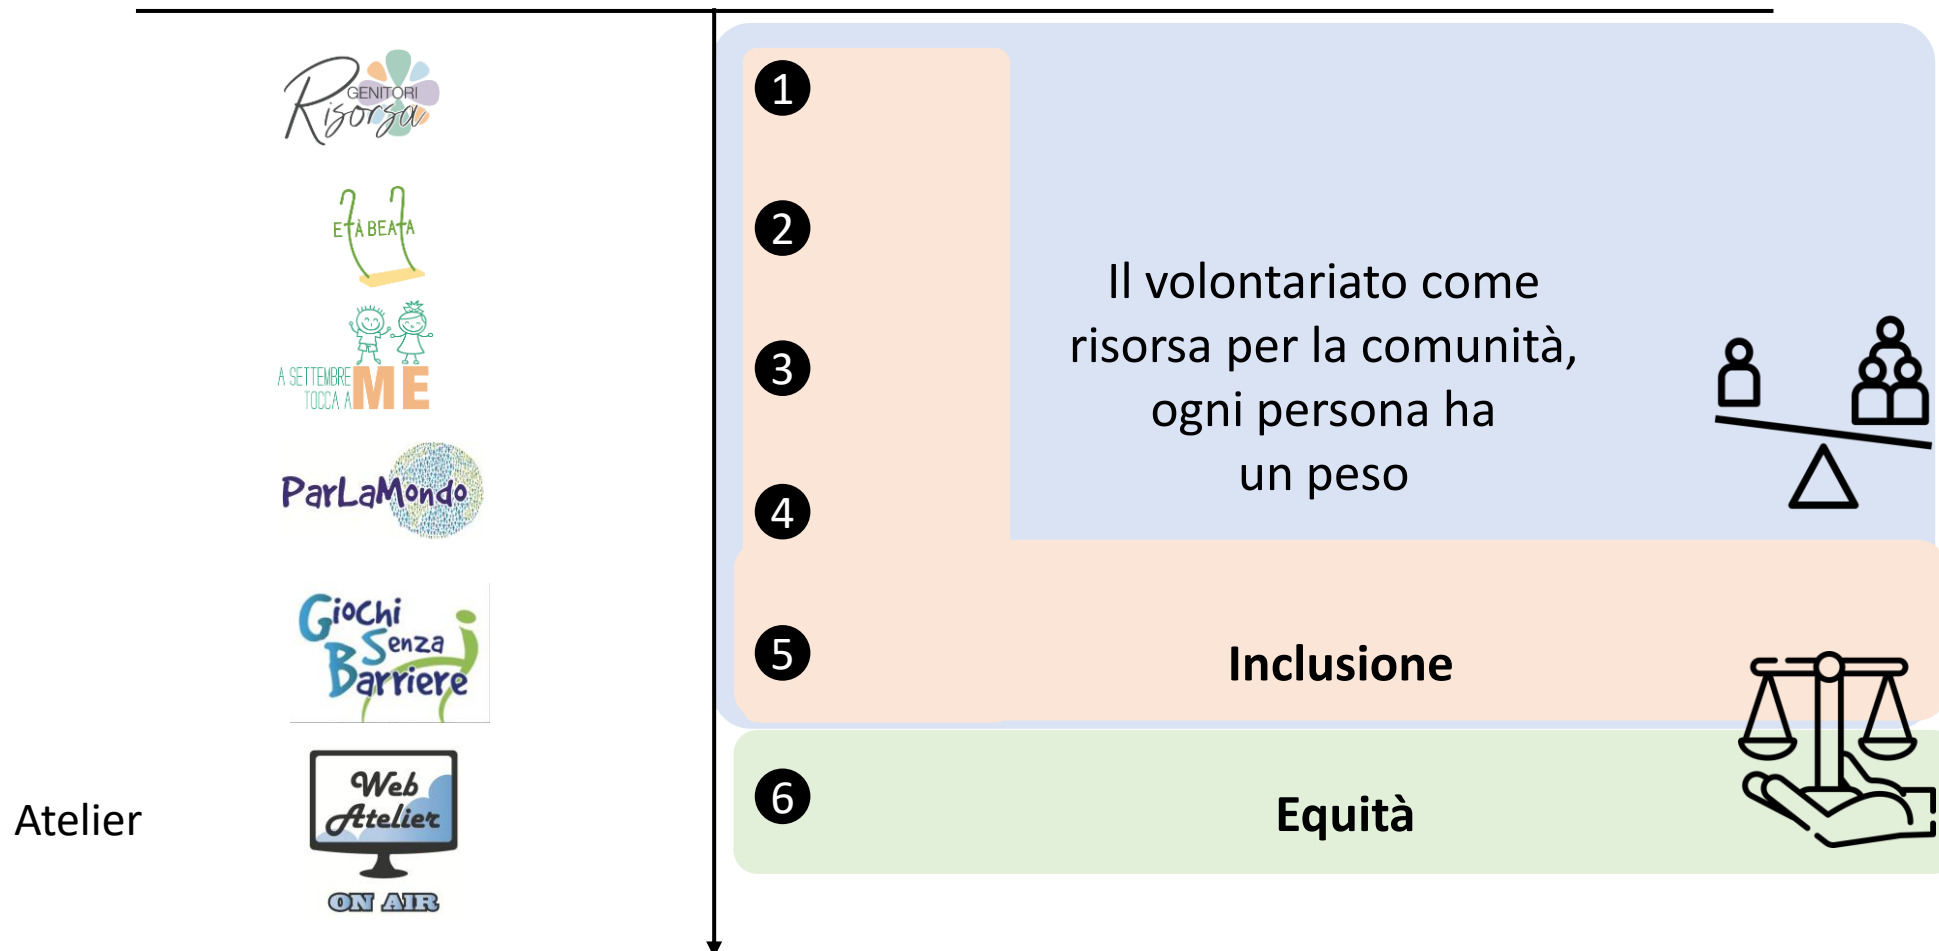 GENITORI
Risorsa
1
ETÀ BEATA
2
A SETTEMBRE
TOCCA A ME
3
Il volontariato come
risorsa per la comunità,
ogni persona ha
un peso
ParLaMondo
4
Giochi
Senza
Barriere
5
Inclusione
Atelier
Web
Atelier
ON AIR
6
Equità